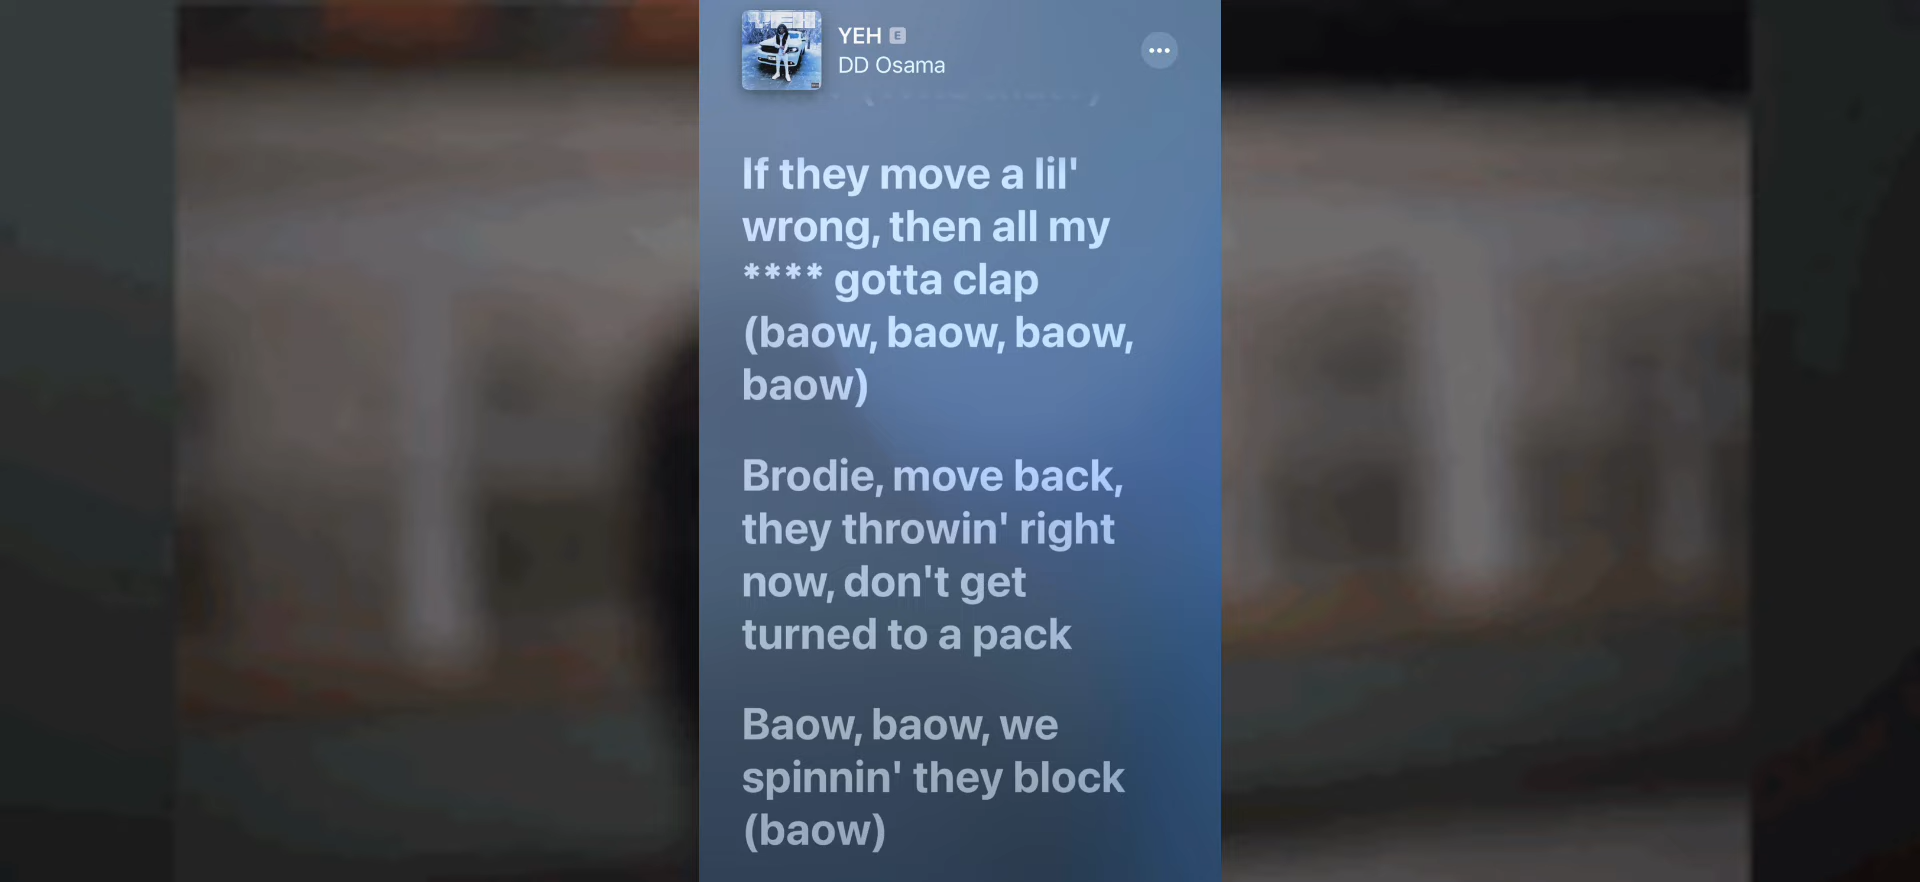 YEH E
DD Osama
If they move a lil'
wrong, then all my
**** gotta clap
(baow, baow, baow,
baow)
Brodie, move back,
they throwin' right
now, don't get
turned to a pack
Baow, baow, we
spinnin' they block
(baow)